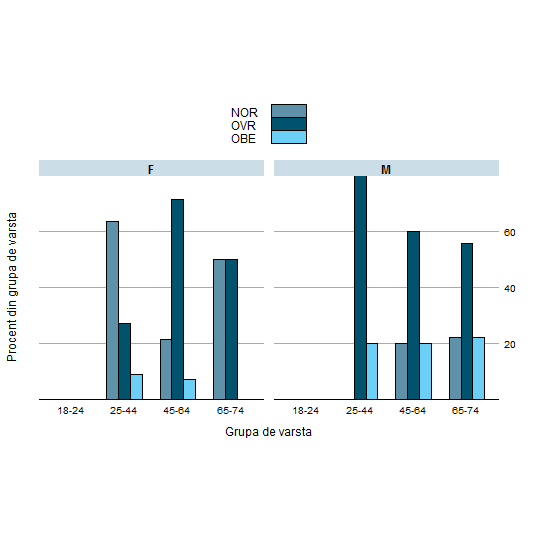 NOR
OVR
OBE
F M
Procent din grupa de varsta
60
40
20
18-24 25-44 45-64 65-74 18-24 25-44 45-64 65-74
Grupa de varsta